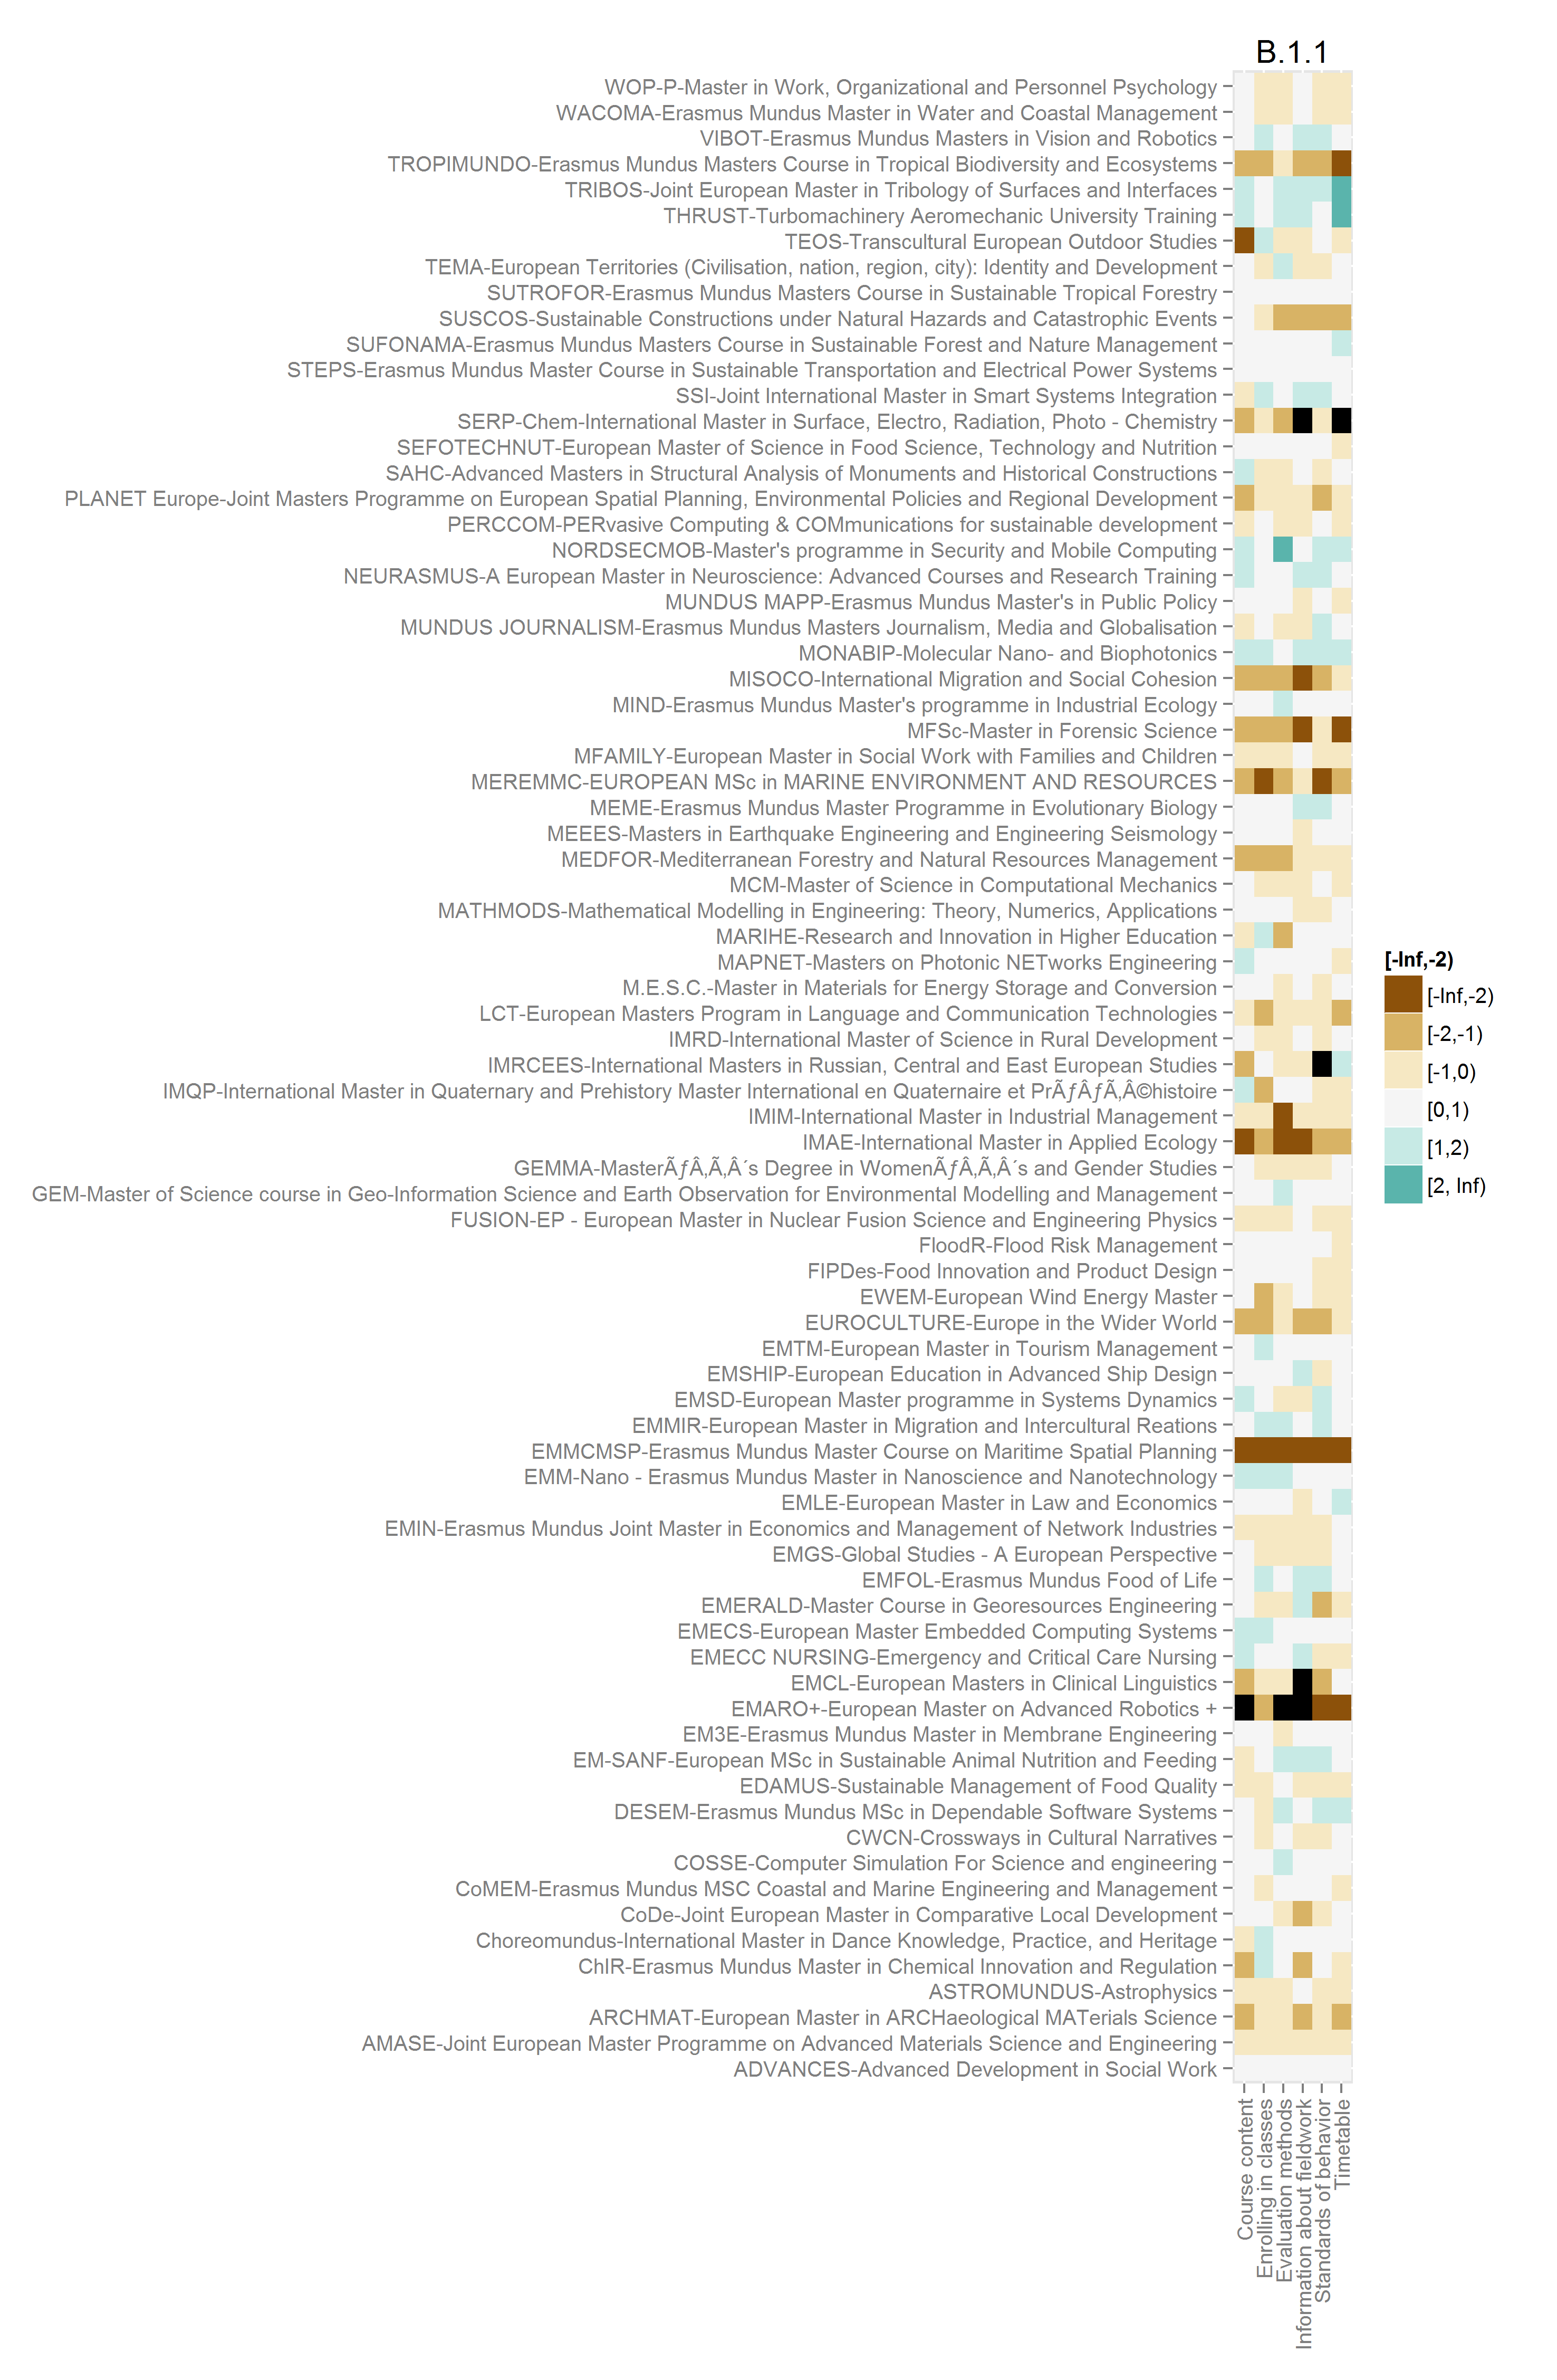 B.1.1
WOP-P-Master in Work, Organizational and Personnel Psychology
WACOMA-Erasmus Mundus Master in Water and Coastal Management
VIBOT-Erasmus Mundus Masters in Vision and Robotics
TROPIMUNDO-Erasmus Mundus Masters Course in Tropical Biodiversity and Ecosystems
TRIBOS-Joint European Master in Tribology of Surfaces and Interfaces
THRUST-Turbomachinery Aeromechanic University Training
TEOS-Transcultural European Outdoor Studies
TEMA-European Territories (Civilisation, nation, region, city): Identity and Development
SUTROFOR-Erasmus Mundus Masters Course in Sustainable Tropical Forestry
SUSCOS-Sustainable Constructions under Natural Hazards and Catastrophic Events
SUFONAMA-Erasmus Mundus Masters Course in Sustainable Forest and Nature Management
STEPS-Erasmus Mundus Master Course in Sustainable Transportation and Electrical Power Systems
SSI-Joint International Master in Smart Systems Integration
SERP-Chem-International Master in Surface, Electro, Radiation, Photo - Chemistry
SEFOTECHNUT-European Master of Science in Food Science, Technology and Nutrition
SAHC-Advanced Masters in Structural Analysis of Monuments and Historical Constructions
PLANET Europe-Joint Masters Programme on European Spatial Planning, Environmental Policies and Regional Development
PERCCOM-PERvasive Computing & COMmunications for sustainable development
NORDSECMOB-Master's programme in Security and Mobile Computing
NEURASMUS-A European Master in Neuroscience: Advanced Courses and Research Training
MUNDUS MAPP-Erasmus Mundus Master's in Public Policy
MUNDUS JOURNALISM-Erasmus Mundus Masters Journalism, Media and Globalisation
MONABIP-Molecular Nano- and Biophotonics
MISOCO-International Migration and Social Cohesion
MIND-Erasmus Mundus Master's programme in Industrial Ecology
MFSc-Master in Forensic Science
MFAMILY-European Master in Social Work with Families and Children
MEREMMC-EUROPEAN MSc in MARINE ENVIRONMENT AND RESOURCES
MEME-Erasmus Mundus Master Programme in Evolutionary Biology
MEEES-Masters in Earthquake Engineering and Engineering Seismology
MEDFOR-Mediterranean Forestry and Natural Resources Management
MCM-Master of Science in Computational Mechanics
MATHMODS-Mathematical Modelling in Engineering: Theory, Numerics, Applications
MARIHE-Research and Innovation in Higher Education
MAPNET-Masters on Photonic NETworks Engineering
M.E.S.C.-Master in Materials for Energy Storage and Conversion
LCT-European Masters Program in Language and Communication Technologies
IMRD-International Master of Science in Rural Development
IMRCEES-International Masters in Russian, Central and East European Studies
IMQP-International Master in Quaternary and Prehistory Master International en Quaternaire et PrÃƒÂƒÃ‚Â©histoire
IMIM-International Master in Industrial Management
IMAE-International Master in Applied Ecology
GEMMA-MasterÃƒÂ‚Ã‚Â´s Degree in WomenÃƒÂ‚Ã‚Â´s and Gender Studies
GEM-Master of Science course in Geo-Information Science and Earth Observation for Environmental Modelling and Management
FUSION-EP - European Master in Nuclear Fusion Science and Engineering Physics
FloodR-Flood Risk Management
FIPDes-Food Innovation and Product Design
EWEM-European Wind Energy Master
EUROCULTURE-Europe in the Wider World
EMTM-European Master in Tourism Management
EMSHIP-European Education in Advanced Ship Design
EMSD-European Master programme in Systems Dynamics
EMMIR-European Master in Migration and Intercultural Reations
EMMCMSP-Erasmus Mundus Master Course on Maritime Spatial Planning
EMM-Nano - Erasmus Mundus Master in Nanoscience and Nanotechnology
EMLE-European Master in Law and Economics
EMIN-Erasmus Mundus Joint Master in Economics and Management of Network Industries
EMGS-Global Studies - A European Perspective
EMFOL-Erasmus Mundus Food of Life
EMERALD-Master Course in Georesources Engineering
EMECS-European Master Embedded Computing Systems
EMECC NURSING-Emergency and Critical Care Nursing
EMCL-European Masters in Clinical Linguistics
EMARO+-European Master on Advanced Robotics +
EM3E-Erasmus Mundus Master in Membrane Engineering
EM-SANF-European MSc in Sustainable Animal Nutrition and Feeding
EDAMUS-Sustainable Management of Food Quality
DESEM-Erasmus Mundus MSc in Dependable Software Systems
CWCN-Crossways in Cultural Narratives
COSSE-Computer Simulation For Science and engineering
CoMEM-Erasmus Mundus MSC Coastal and Marine Engineering and Management
CoDe-Joint European Master in Comparative Local Development
Choreomundus-International Master in Dance Knowledge, Practice, and Heritage
ChIR-Erasmus Mundus Master in Chemical Innovation and Regulation
ASTROMUNDUS-Astrophysics
ARCHMAT-European Master in ARCHaeological MATerials Science
AMASE-Joint European Master Programme on Advanced Materials Science and Engineering
ADVANCES-Advanced Development in Social Work
Course content
Enrolling in classes
Evaluation methods
Information about fieldwork
Standards of behavior
Timetable
[-Inf,-2)
[-Inf,-2)
[-2,-1)
[-1,0)
[0,1)
[1,2)
[2, Inf)